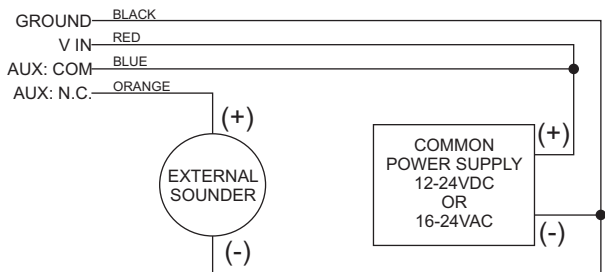 GROUND BLACK
V IN RED
AUX: COM BLUE
AUX: N.C. ORANGE
(+)
EXTERNAL
SOUNDER
(-)
COMMON
POWER SUPPLY
12-24VDC
OR
16-24VAC
(+)
(-)